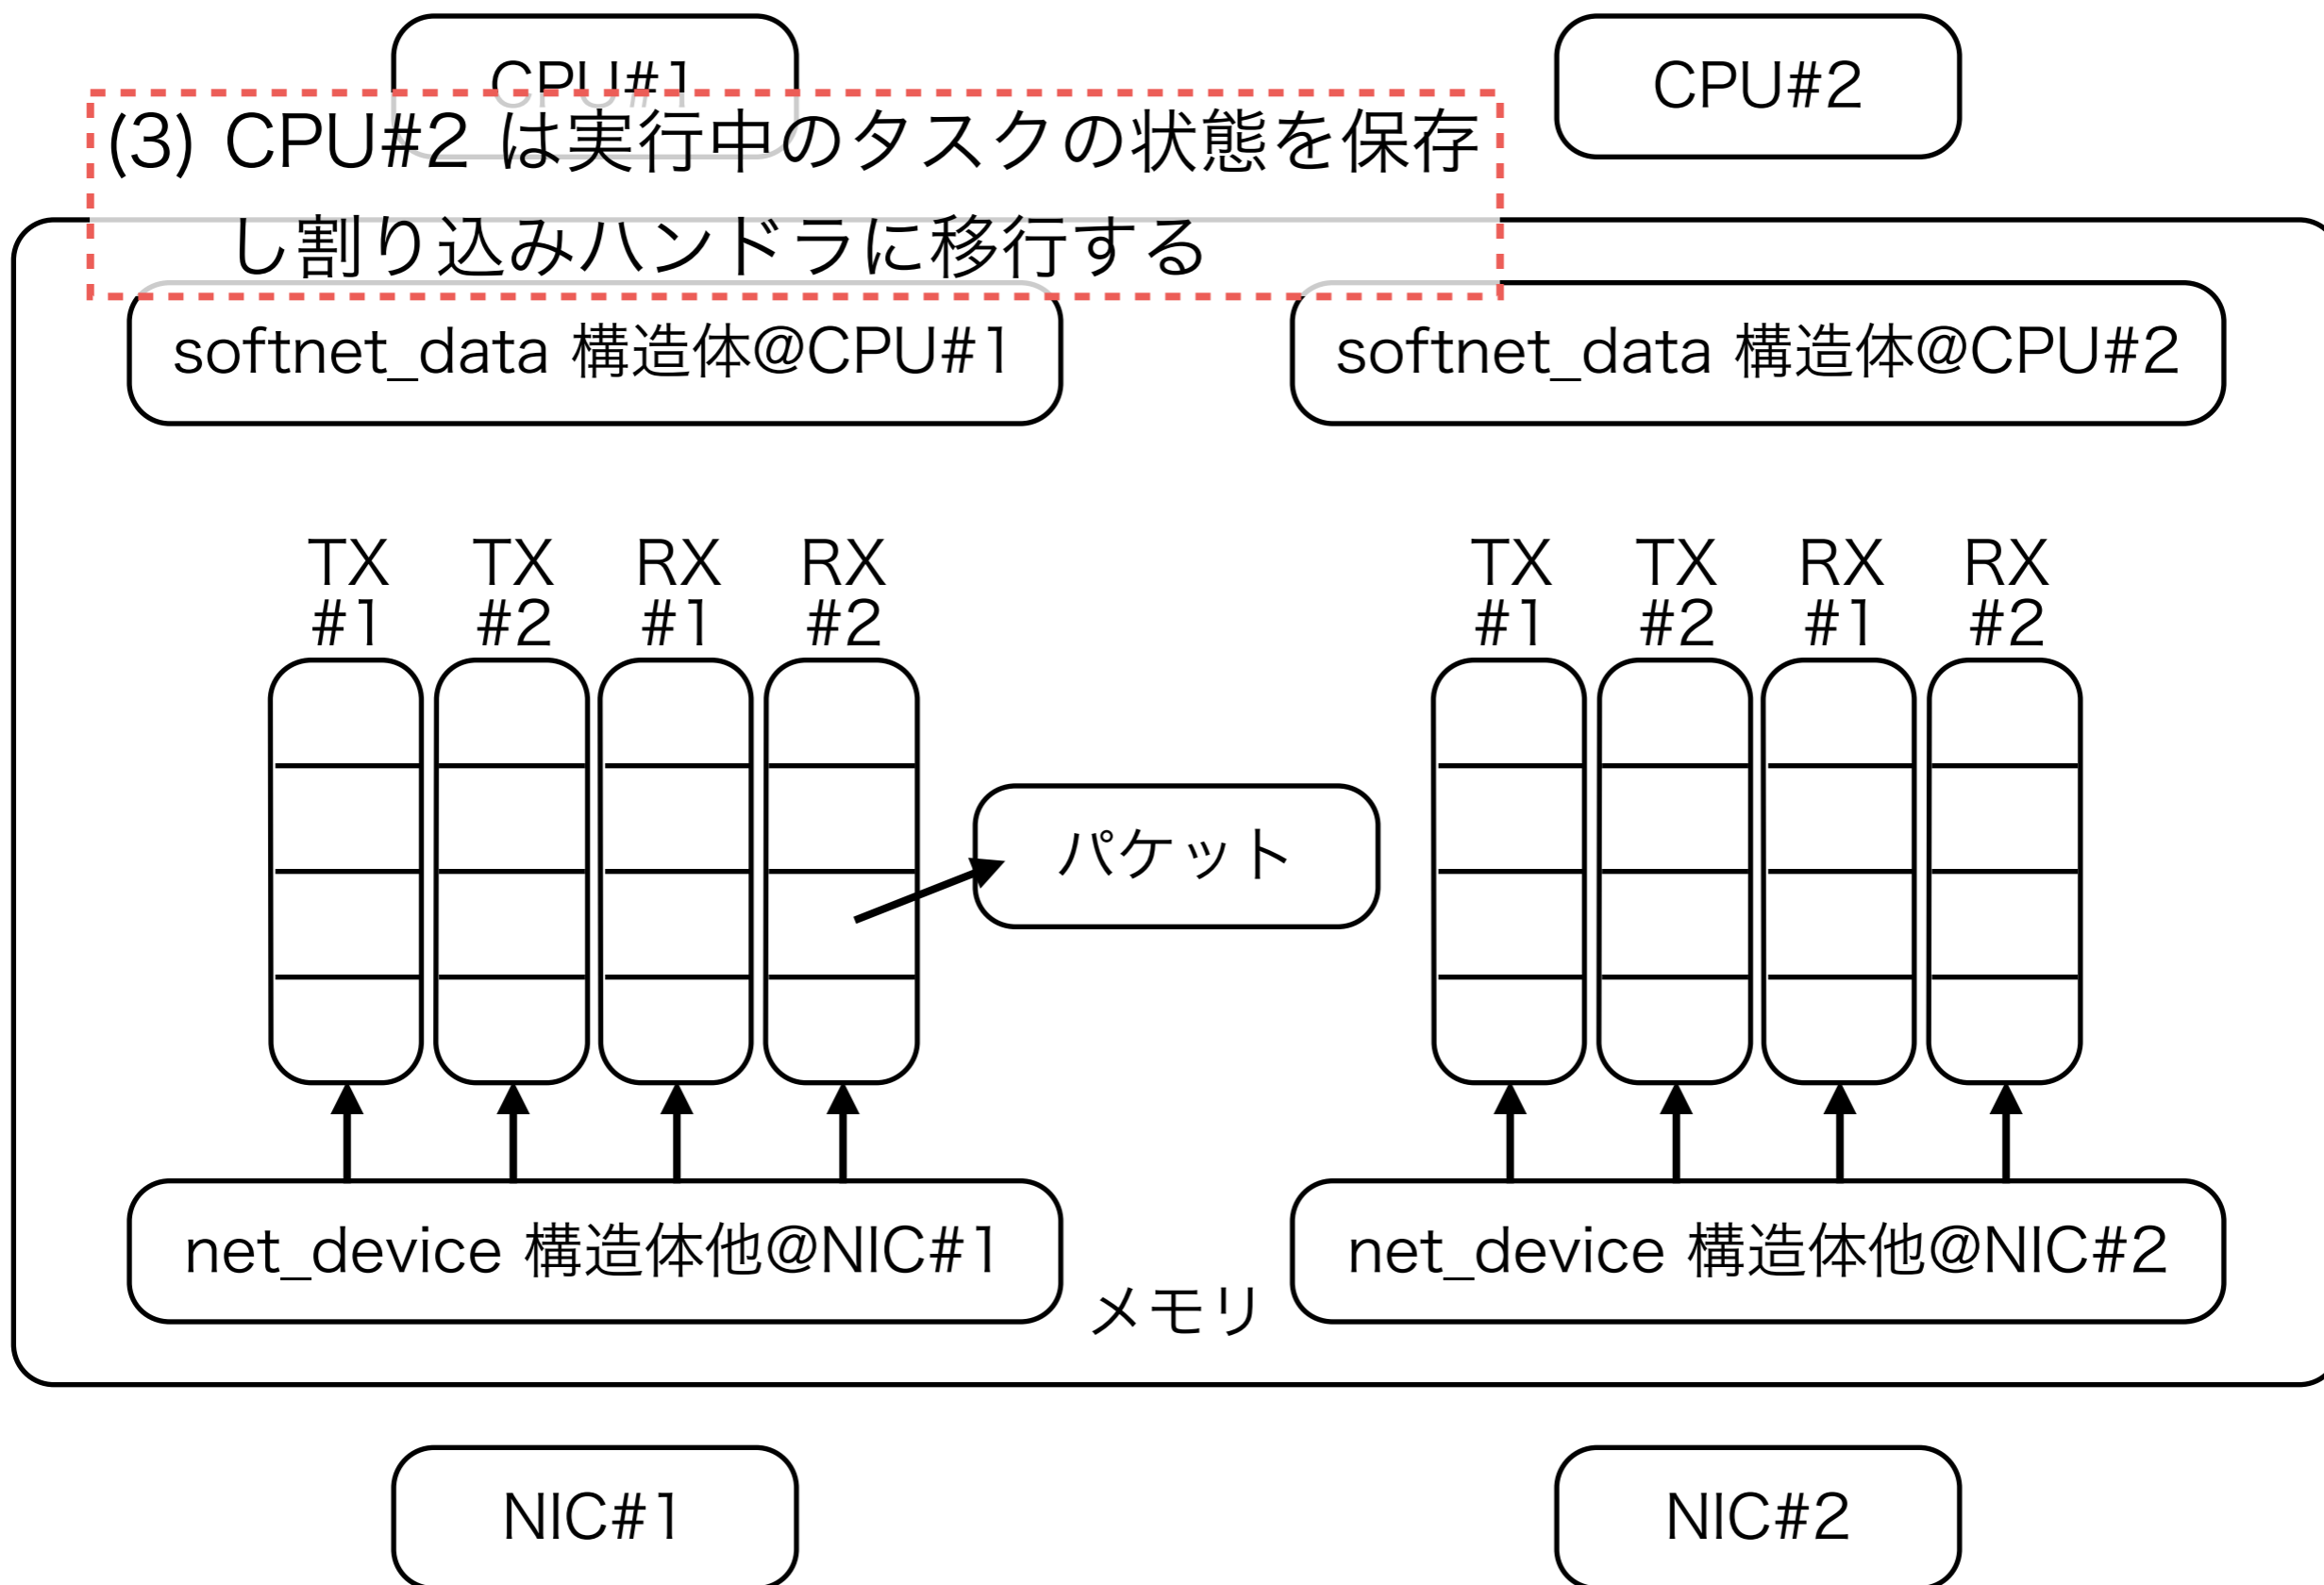 CPU#1
CPU#2
(3) CPU#2 は実行中のタスクの状態を保存
し割り込みハンドラに移行する
softnet_data 構造体@CPU#1
softnet_data 構造体@CPU#2
TX
#1
TX
#2
RX
#1
RX
#2
TX
#1
TX
#2
RX
#1
RX
#2
パケット
net_device 構造体他@NIC#1
net_device 構造体他@NIC#2
メモリ
NIC#1
NIC#2